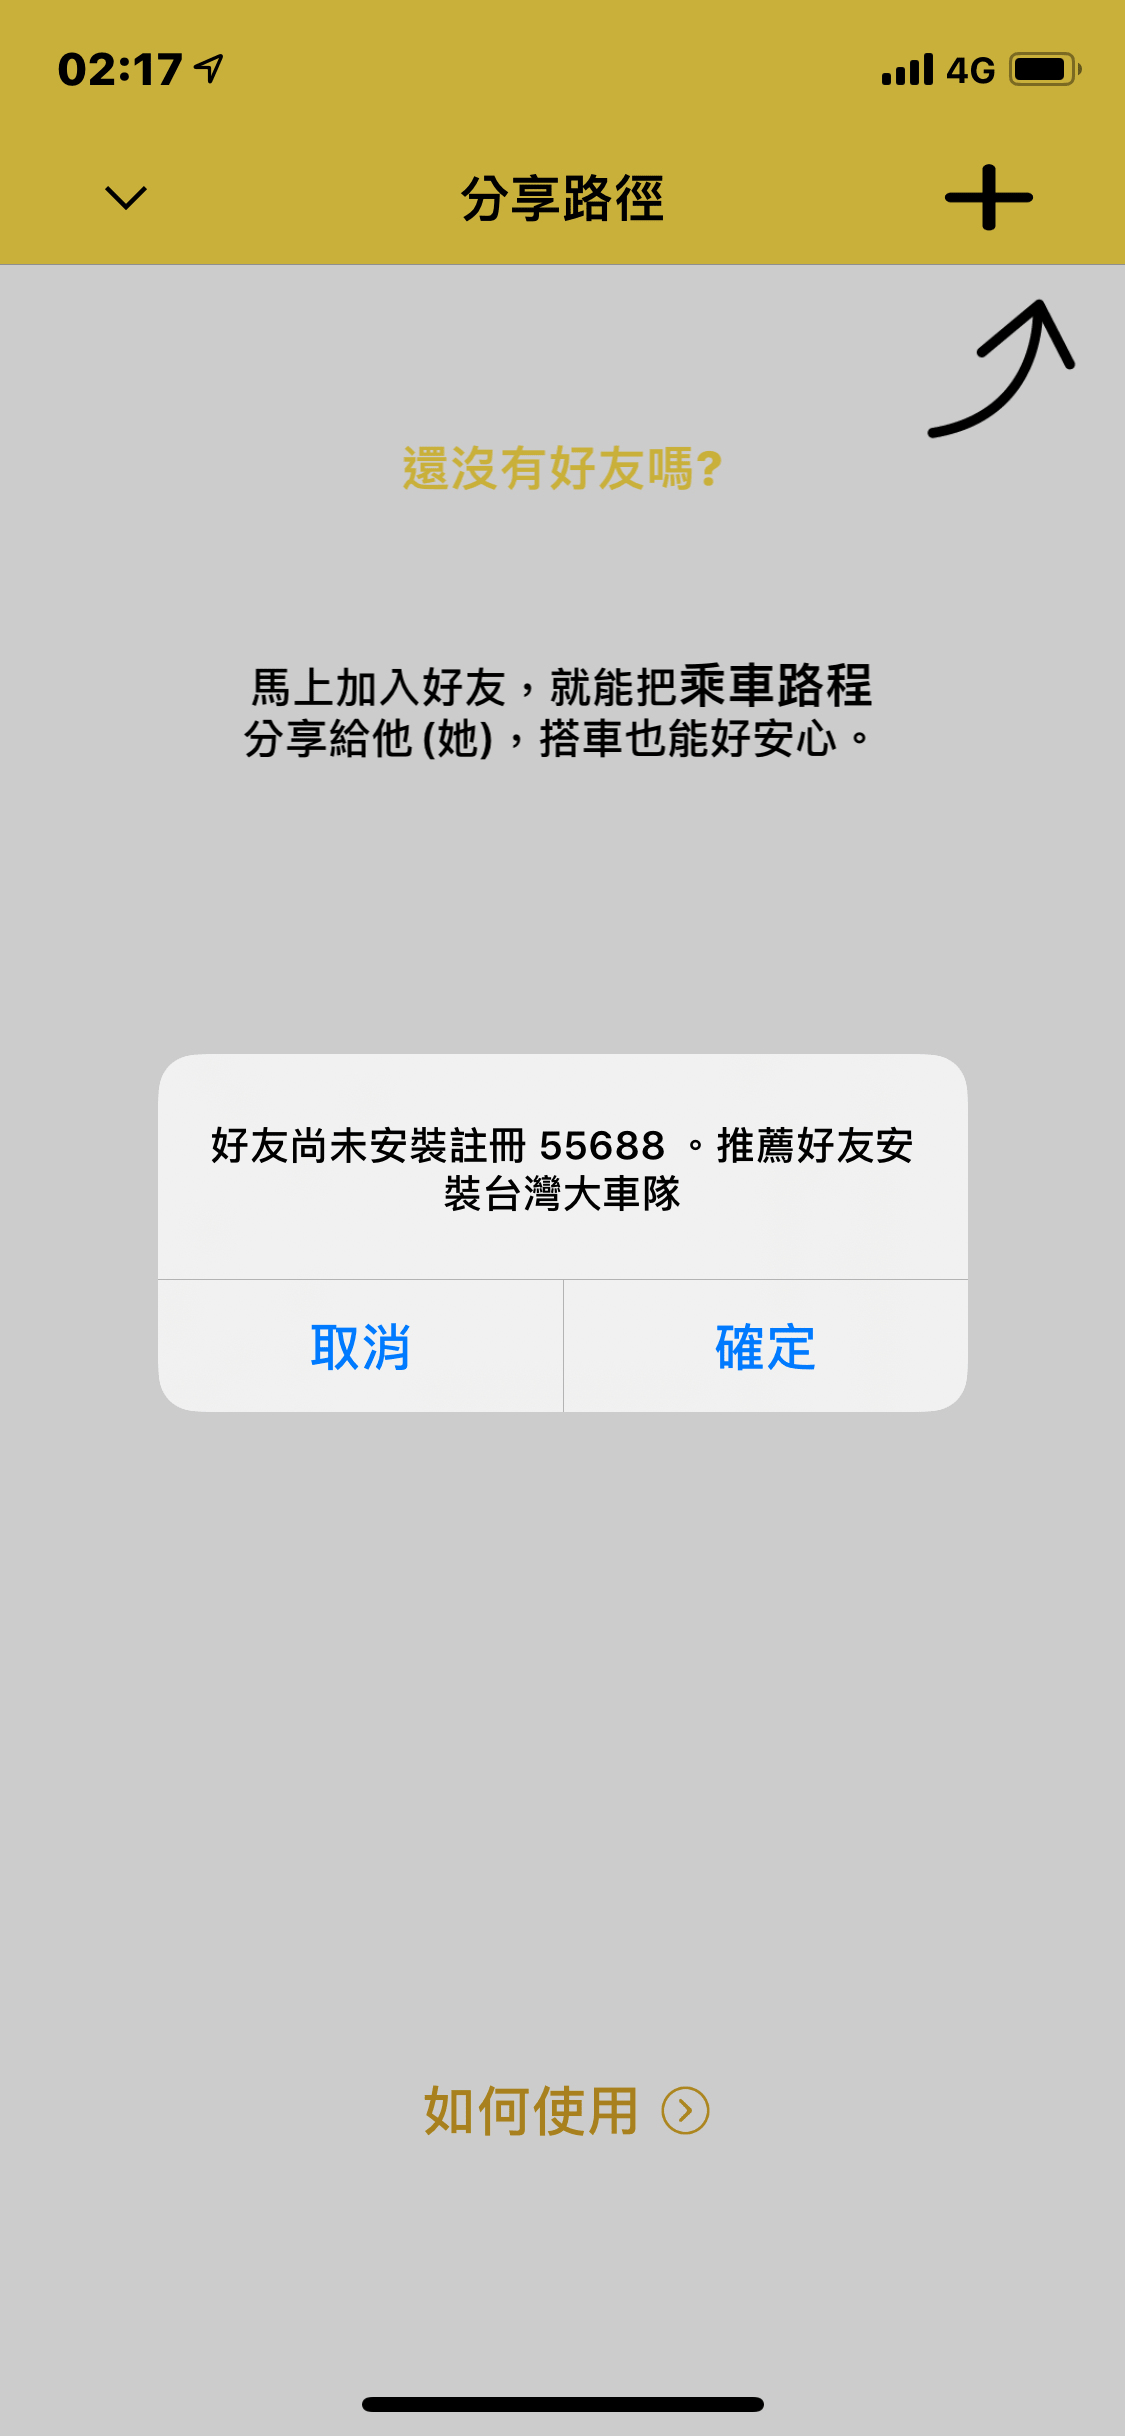 02:17
4G
分享路徑
還沒有好友嗎?
馬上加入好友，就能把乘車路程
分享給他 (她)，搭車也能好安心。
好友尚未安裝註冊 55688 。推薦好友安
裝台灣大車隊
取消
確定
如何使用